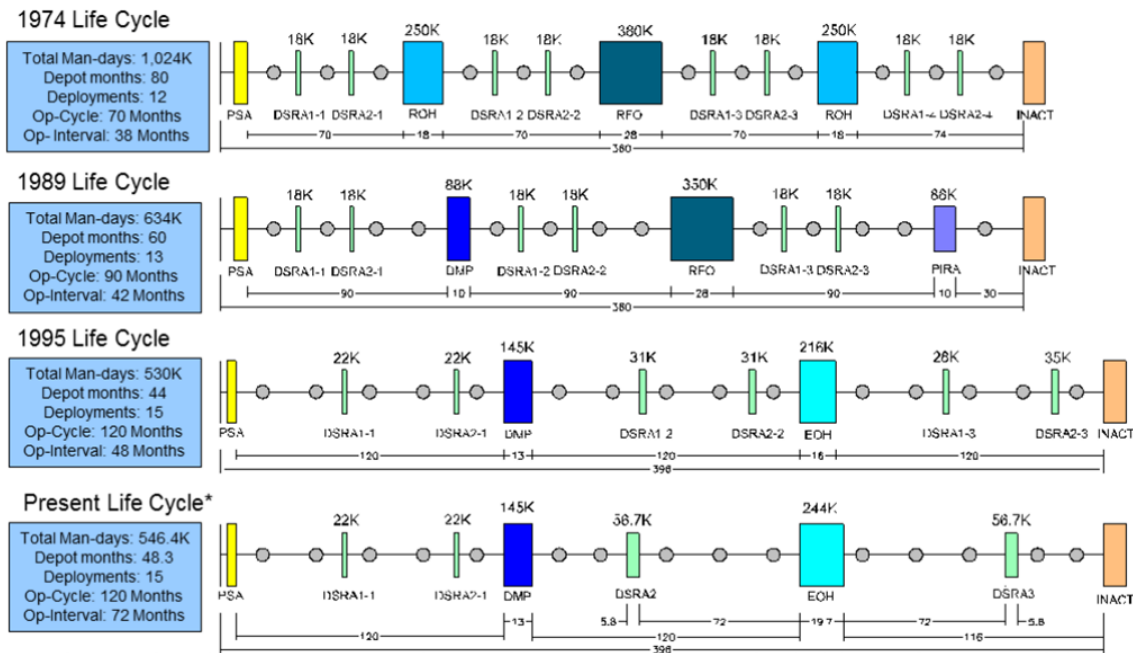 1974 Life Cycle
Total Man-days: 1,024K
Depot months: 80
Deployments: 12
Op-Cycle: 70 Months
Op- Interval: 38 Months
18K 18K 250K 18K 18K 380K 18K 18K 250K 18K 18K
PSA DSRA1-1 DSRA2-1 ROH DSRA1 2 DSRA2-2 RFO DSRA1-3 DSRA2-3 ROH DSRA1-4 DSRA2-4 INACT
70 18 70 28 70 18 74
380
1989 Life Cycle
Total Man-days: 634K
Depot months: 60
Deployments: 13
Op-Cycle: 90 Months
Op-Interval: 42 Months
18K 18K 88K 18K 18K 350K 18K 18K 88K
PSA DSRA1-1 DSRA2-1 DMP DSRA1-2 DSRA2-2 RFO DSRA1-3 DSRA2-3 PIRA INACT
90 10 90 28 90 10 30
380
1995 Life Cycle
Total Man-days: 530K
Depot months: 44
Deployments: 15
Op-Cycle: 120 Months
Op-Interval: 48 Months
22K 22K 145K 31K 31K 216K 28K 35K
PSA DSRA1-1 DSRA2-1 DMP DSRA1 2 DSRA2-2 EOH DSRA1-3 DSRA2-3 INACT
120 13 120 16 120
396
Present Life Cycle*
Total Man-days: 546.4K
Depot months: 48.3
Deployments: 15
Op-Cycle: 120 Months
Op-Interval: 72 Months
22K 22K 145K 56.7K 244K 56.7K
PSA DSRA1-1 DSRA2-1 DMP DSRA2 EOH DSRA3 INACT
13 5.8 72 19.7 72 5.8
120 120 116
396